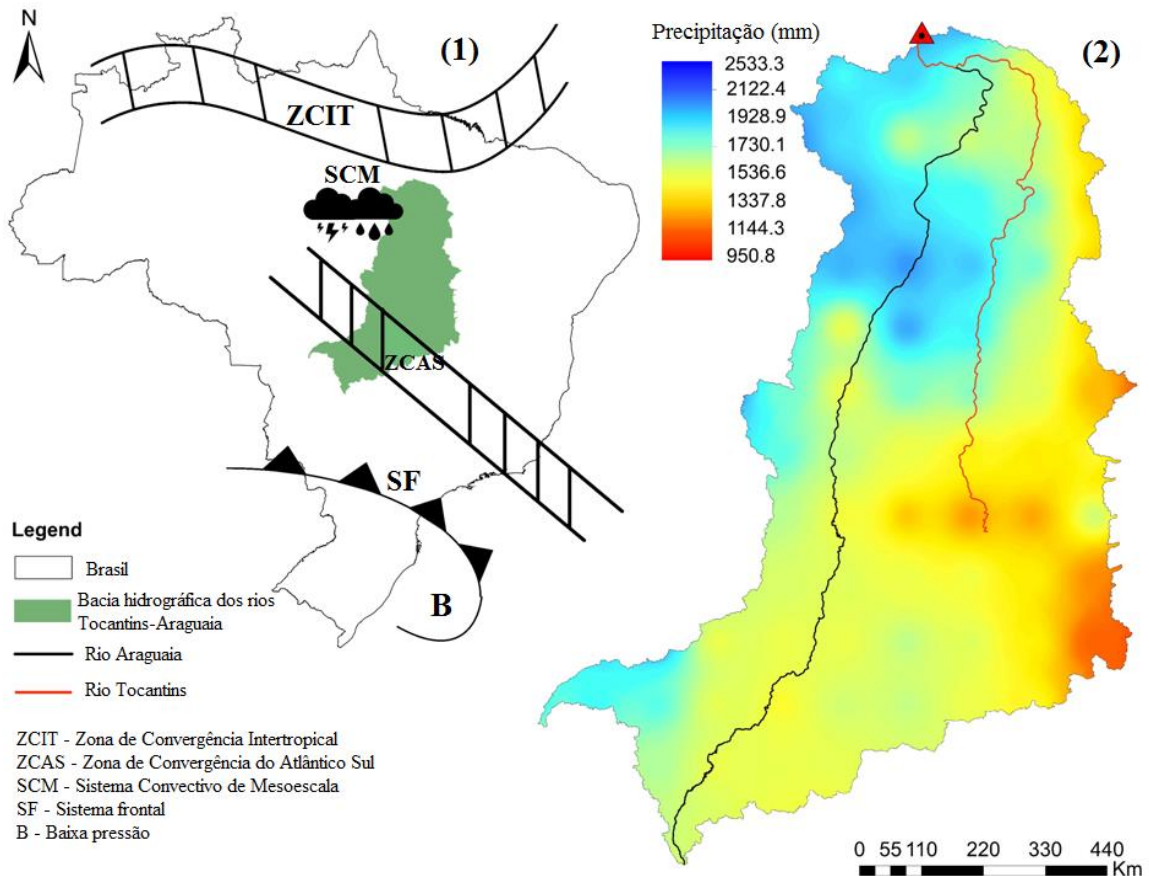 N
(1)
ZCIT
SCM
ZCAS
SF
B
Legend
Brasil
Bacia hidrográfica dos rios
Tocantins-Araguaia
Rio Araguaia
Rio Tocantins
ZCIT - Zona de Convergência Intertropical
ZCAS - Zona de Convergência do Atlântico Sul
SCM - Sistema Convectivo de Mesoescala
SF - Sistema frontal
B - Baixa pressão
Precipitação (mm)
(2)
2533.3
2122.4
1928.9
1730.1
1536.6
1337.8
1144.3
950.8
0 55 110 220 330 440
Km